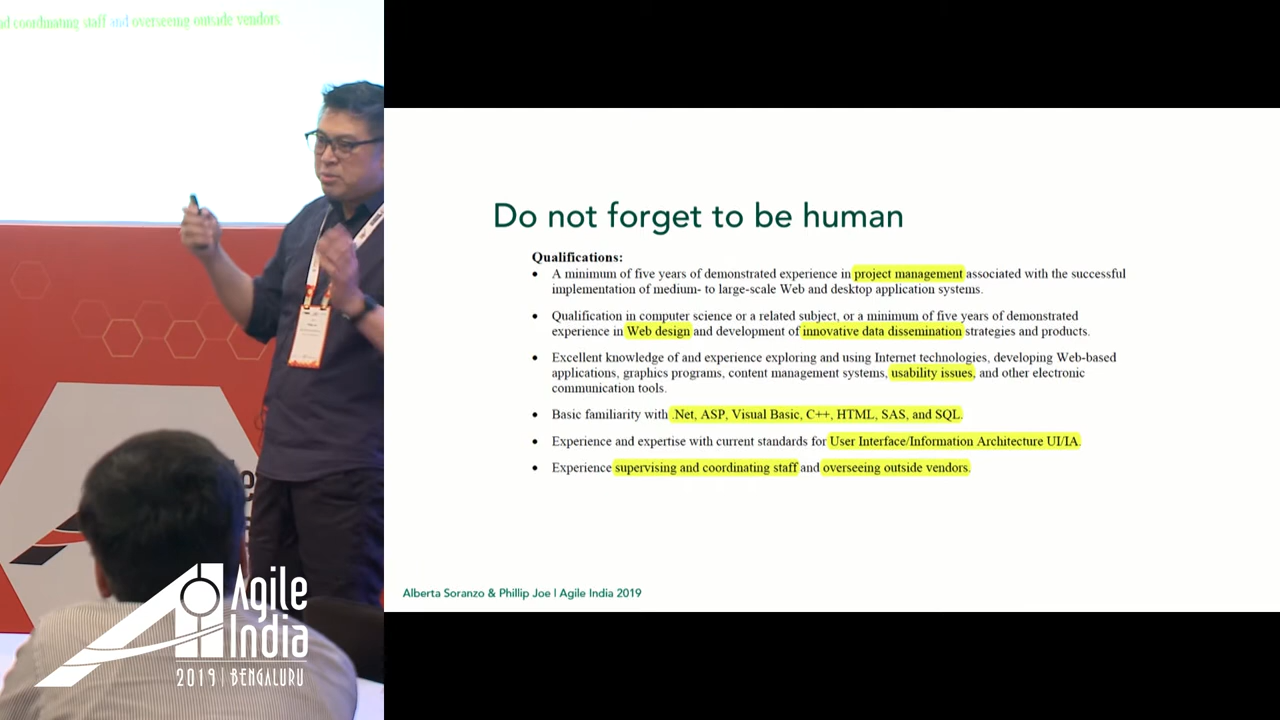 nd coordinating staff and overseeing outside vendors.
Do not forget to be human
Qualifications:
• A minimum of five years of demonstrated experience in project management associated with the successful
implementation of medium- to large-scale Web and desktop application systems.
• Qualification in computer science or a related subject, or a minimum of five years of demonstrated
experience in Web design and development of innovative data dissemination strategies and products.
• Excellent knowledge of and experience exploring and using Internet technologies, developing Web-based
applications, graphics programs, content management systems, usability issues, and other electronic
communication tools.
• Basic familiarity with .Net, ASP, Visual Basic, C++, HTML, SAS, and SQL.
• Experience and expertise with current standards for User Interface/Information Architecture UI/IA.
• Experience supervising and coordinating staff and overseeing outside vendors.
Alberta Soranzo & Phillip Joe | Agile India 2019
Agile
India
2019 | BENGALURU